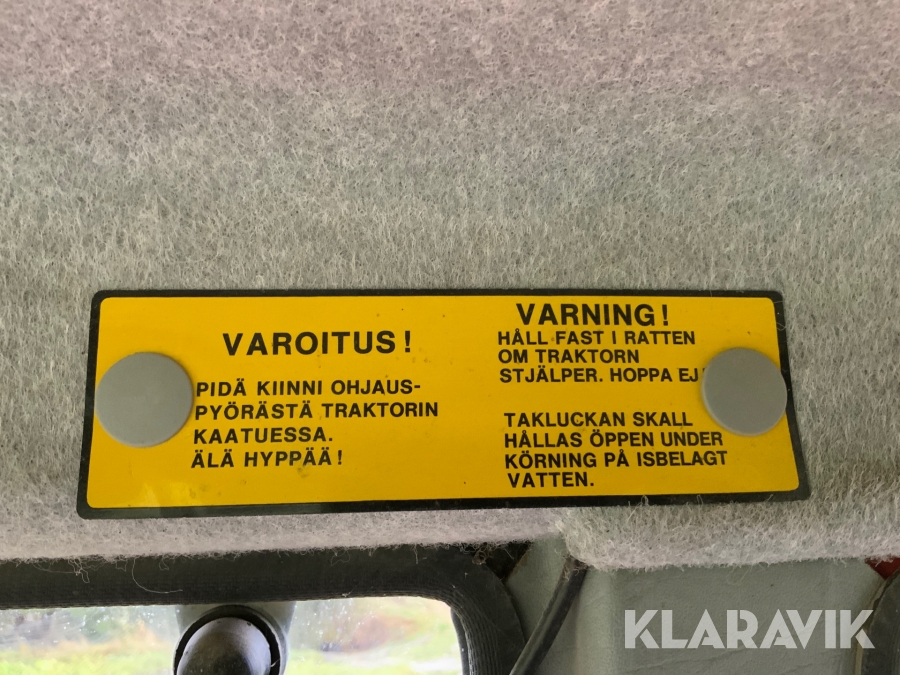 VAROITUS!
PIDÄ KIINNI OHJAUS-
PYÖRÄSTÄ TRAKTORIN
KAATUESSA.
ÄLÄ HYPPÄÄ!
VARNING!
HÅLL FAST I RATTEN
OM TRAKTORN
STJÄLPER. HOPPA EJ
TAKLUCKAN SKALL
HÅLLAS ÖPPEN UNDER
KÖRNING PÅ ISBELAGT
VATTEN.
KLARAVIK